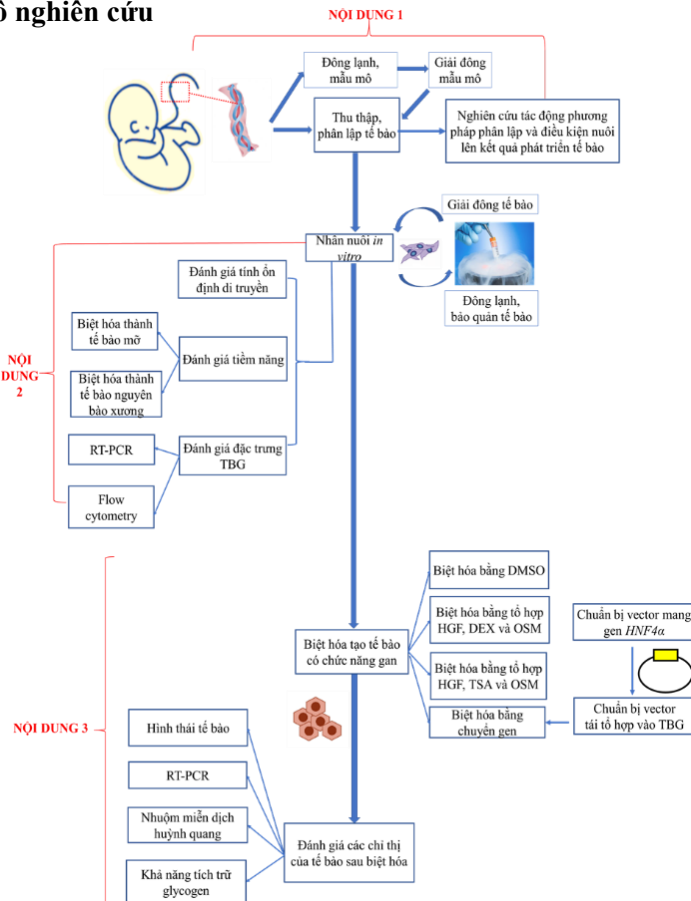 ồ nghiên cứu
NỘI DUNG 1
Đông lạnh,
mẫu mô
Giải đông
mẫu mô
Thu thập,
phân lập tế bào
Nghiên cứu tác động phương
pháp phân lập và điều kiện nuôi
lên kết quả phát triển tế bào
Giải đông tế bào
Nhân nuôi in
vitro
Đông lạnh,
bảo quản tế bào
Đánh giá tính ổn
định di truyền
Biệt hóa thành
tế bào mỡ
Đánh giá tiềm năng
NỘI
DUNG
2
Biệt hóa thành
tế bào nguyên
bào xương
RT-PCR
Đánh giá đặc trưng
TBG
Flow
cytometry
Biệt hóa bằng DMSO
Biệt hóa bằng tổ hợp
HGF, DEX và OSM
Chuẩn bị vector mang
gen HNF4α
Biệt hóa tạo tế bào
có chức năng gan
Biệt hóa bằng tổ hợp
HGF, TSA và OSM
Biệt hóa bằng
chuyển gen
Chuẩn bị vector
tái tổ hợp vào TBG
NỘI DUNG 3
Hình thái tế bào
RT-PCR
Nhuộm miễn dịch
huỳnh quang
Đánh giá các chỉ thị
của tế bào sau biệt hóa
Khả năng tích trữ
glycogen